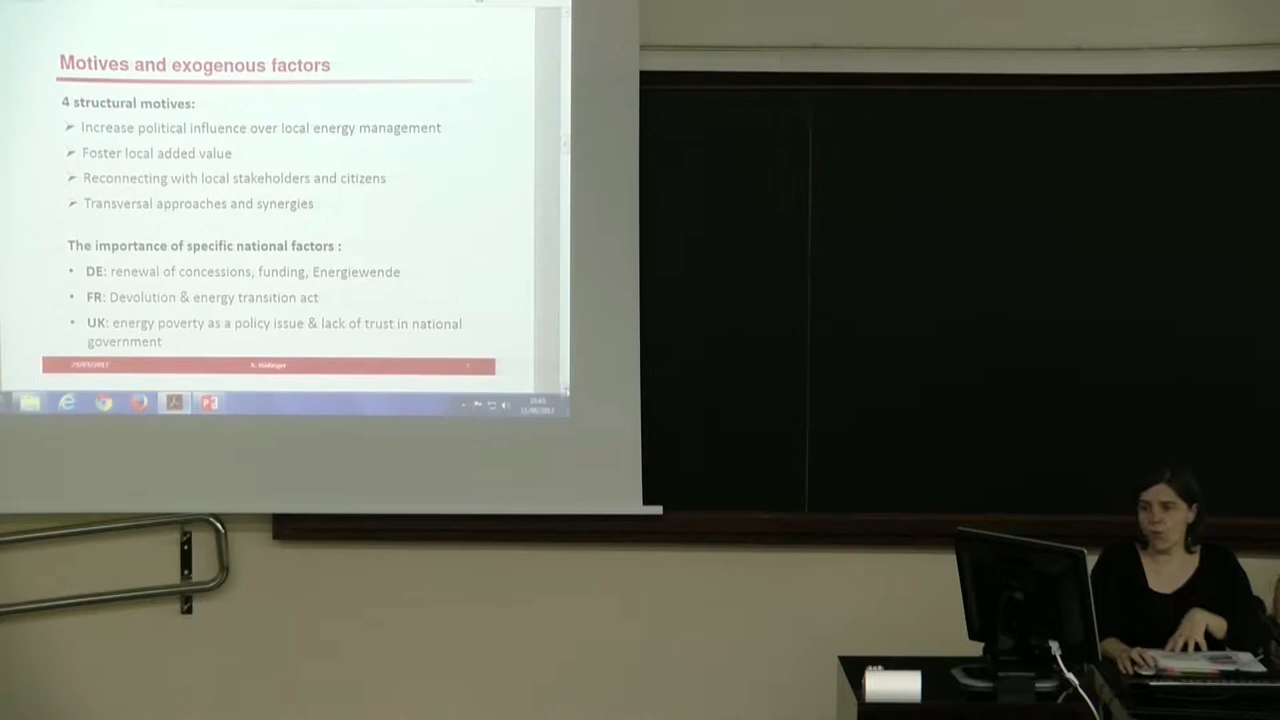 Motives and exogenous factors
4 structural motives:
Increase political influence over local energy management
Foster local added value
Reconnecting with local stakeholders and citizens
Transversal approaches and synergies
The importance of specific national factors :
• DE: renewal of concessions, funding, Energiewende
• FR: Devolution & energy transition act
• UK: energy poverty as a policy issue & lack of trust in national
government